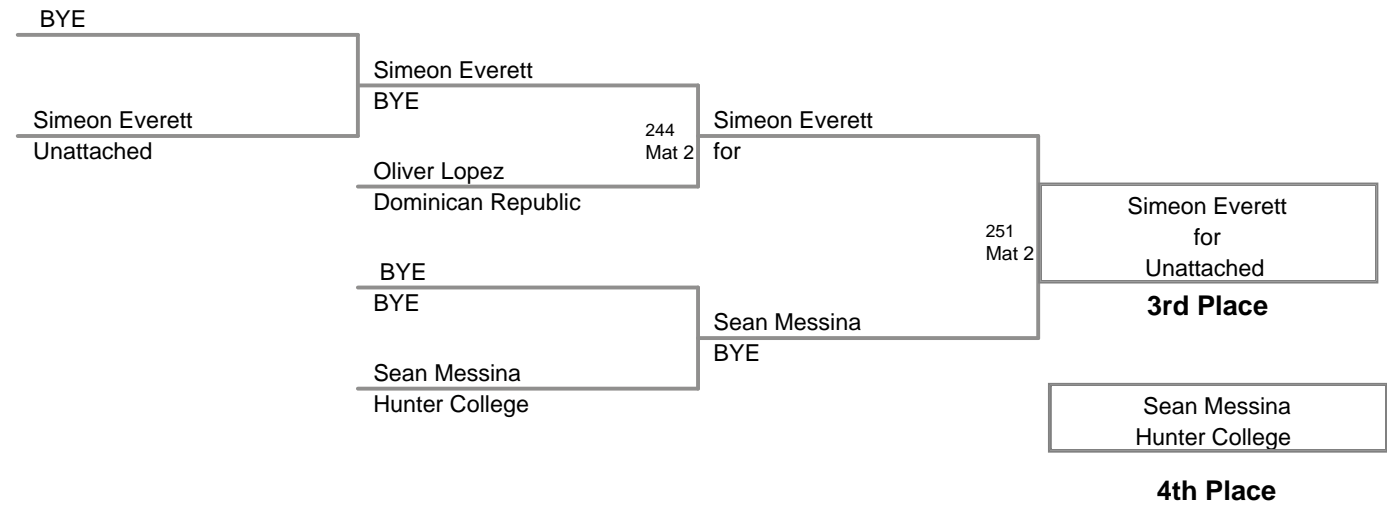 BYE
Simeon Everett
Unattached
Simeon Everett
BYE
Oliver Lopez
Dominican Republic
BYE
BYE
Sean Messina
Hunter College
244
Mat 2
Simeon Everett
for
Sean Messina
BYE
251
Mat 2
Simeon Everett
for
Unattached
3rd Place
Sean Messina
Hunter College
4th Place